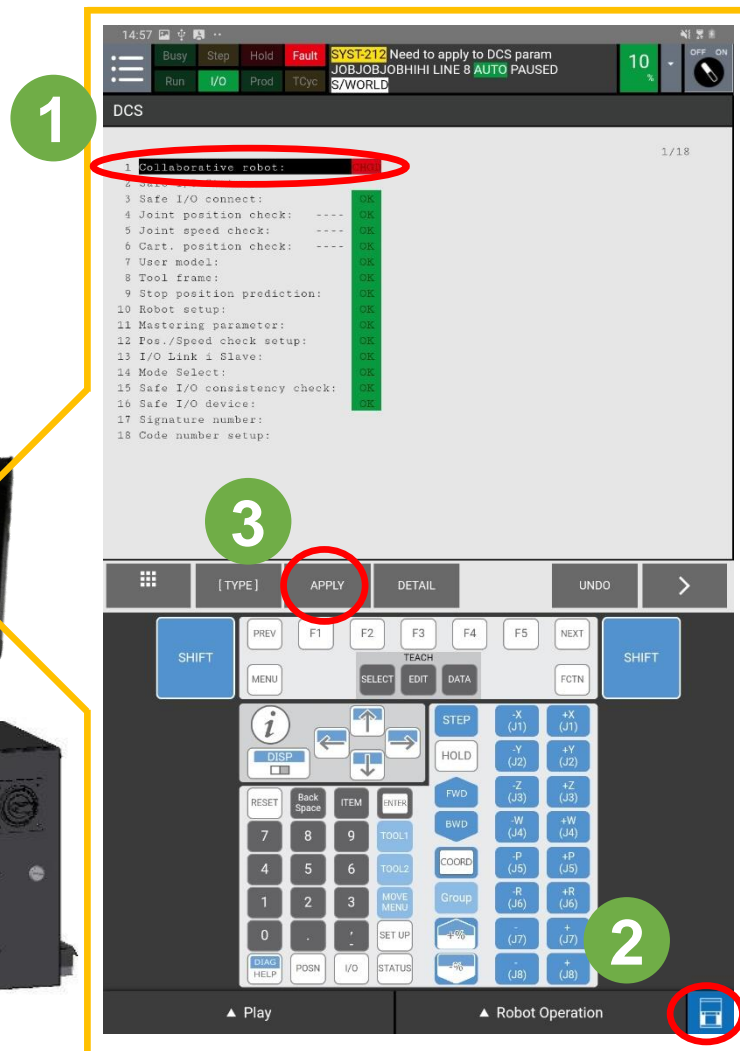 14:57
Busy Step Hold Fault SYST-212 Need to apply to DCS param
JOBJOBJOBHIHI LINE 8 AUTO PAUSED
Run I/O Prod TCyc S/WORLD
10 %
OFF ON
DCS
1
1/18
1 Collaborative robot:
2
3 Safe I/O connect: OK
4 Joint position check: ---- OK
5 Joint speed check: ---- OK
6 Cart. position check: ---- OK
7 User model: OK
8 Tool frame: OK
9 Stop position prediction: OK
10 Robot setup: OK
11 Mastering parameter: OK
12 Pos./Speed check setup: OK
13 I/O Link i Slave: OK
14 Mode Select: OK
15 Safe I/O consistency check: OK
16 Safe I/O device: OK
17 Signature number:
18 Code number setup:
3
[TYPE] APPLY DETAIL UNDO >
SHIFT PREV F1 F2 F3 F4 F5 NEXT SHIFT
TEACH
MENU SELECT EDIT DATA FCTN
i
DISP
STEP -X (J1) +X (J1)
HOLD -Y (J2) +Y (J2)
RESET Back Space ITEM ENTER FWD -Z (J3) +Z (J3)
7 8 9 TOOL1 BWD -W (J4) +W (J4)
4 5 6 TOOL2 COORD -P (J5) +P (J5)
1 2 3 MOVE MENU Group -R (J6) +R (J6)
0 . , - SET UP +% - (J7) + (J7)
DIAG HELP POSN I/O STATUS -% - (J8) + (J8)
2
▲ Play ▲ Robot Operation